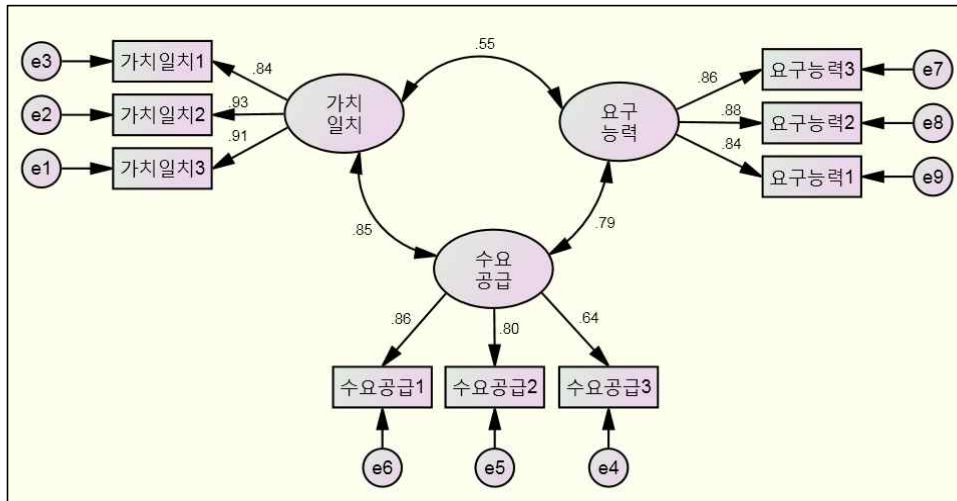 e3
가치일치1
.84
e2
가치일치2
.93
e1
가치일치3
.91
가치
일치
.55
요구
능력
.86
요구능력3
e7
.88
요구능력2
e8
.84
요구능력1
e9
.85
.79
수요
공급
.86
.80
.64
수요공급1
수요공급2
수요공급3
e6
e5
e4